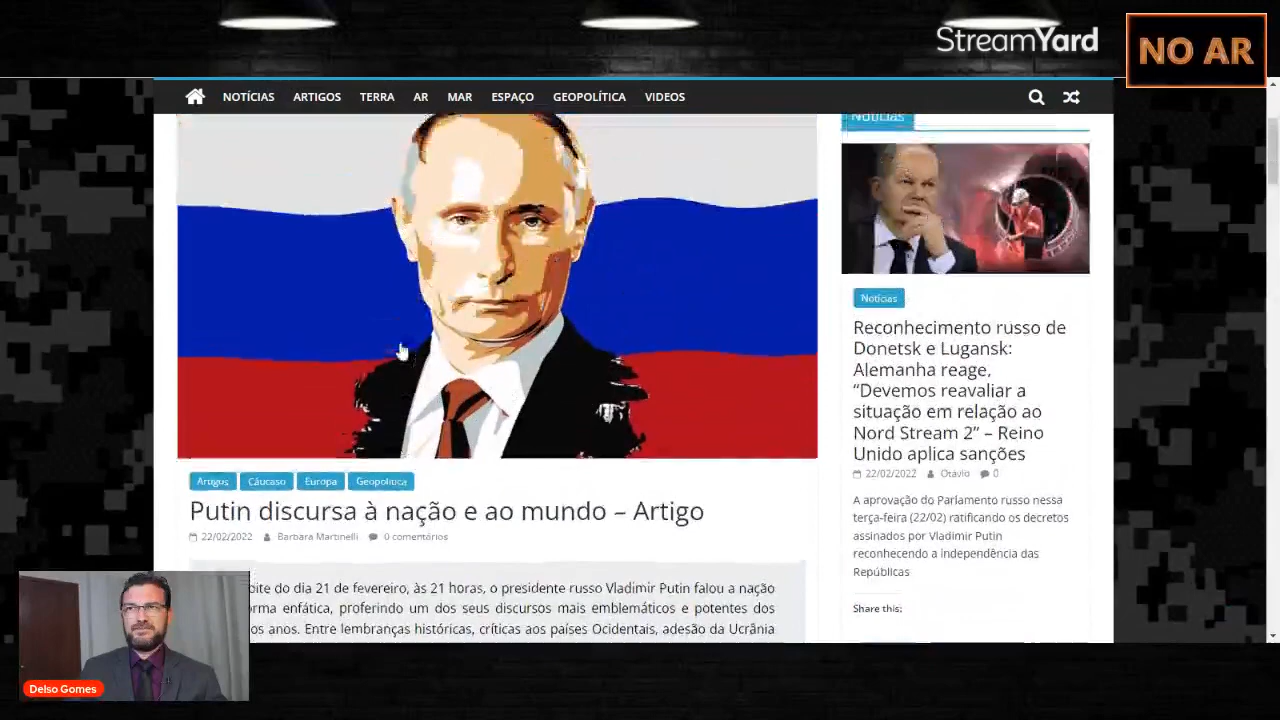 StreamYard
NO AR
NOTÍCIAS ARTIGOS TERRA AR MAR ESPAÇO GEOPOLÍTICA VIDEOS
Notícias
Artigos Cáucaso Europa Geopolítica
Putin discursa à nação e ao mundo – Artigo
22/02/2022 Barbara Martinelli 0 comentários
do dia 21 de fevereiro, às 21 horas, o presidente russo Vladimir Putin falou a nação
enfática, proferindo um dos seus discursos mais emblemáticos e potentes dos
anos. Entre lembranças históricas, críticas aos países Ocidentais, adesão da Ucrânia
Notícias
Reconhecimento russo de
Donetsk e Lugansk:
Alemanha reage,
“Devemos reavaliar a
situação em relação ao
Nord Stream 2” – Reino
Unido aplica sanções
22/02/2022 Otávio 0
A aprovação do Parlamento russo nessa
terça-feira (22/02) ratificando os decretos
assinados por Vladimir Putin
reconhecendo a independência das
Repúblicas
Share this:
Delso Gomes